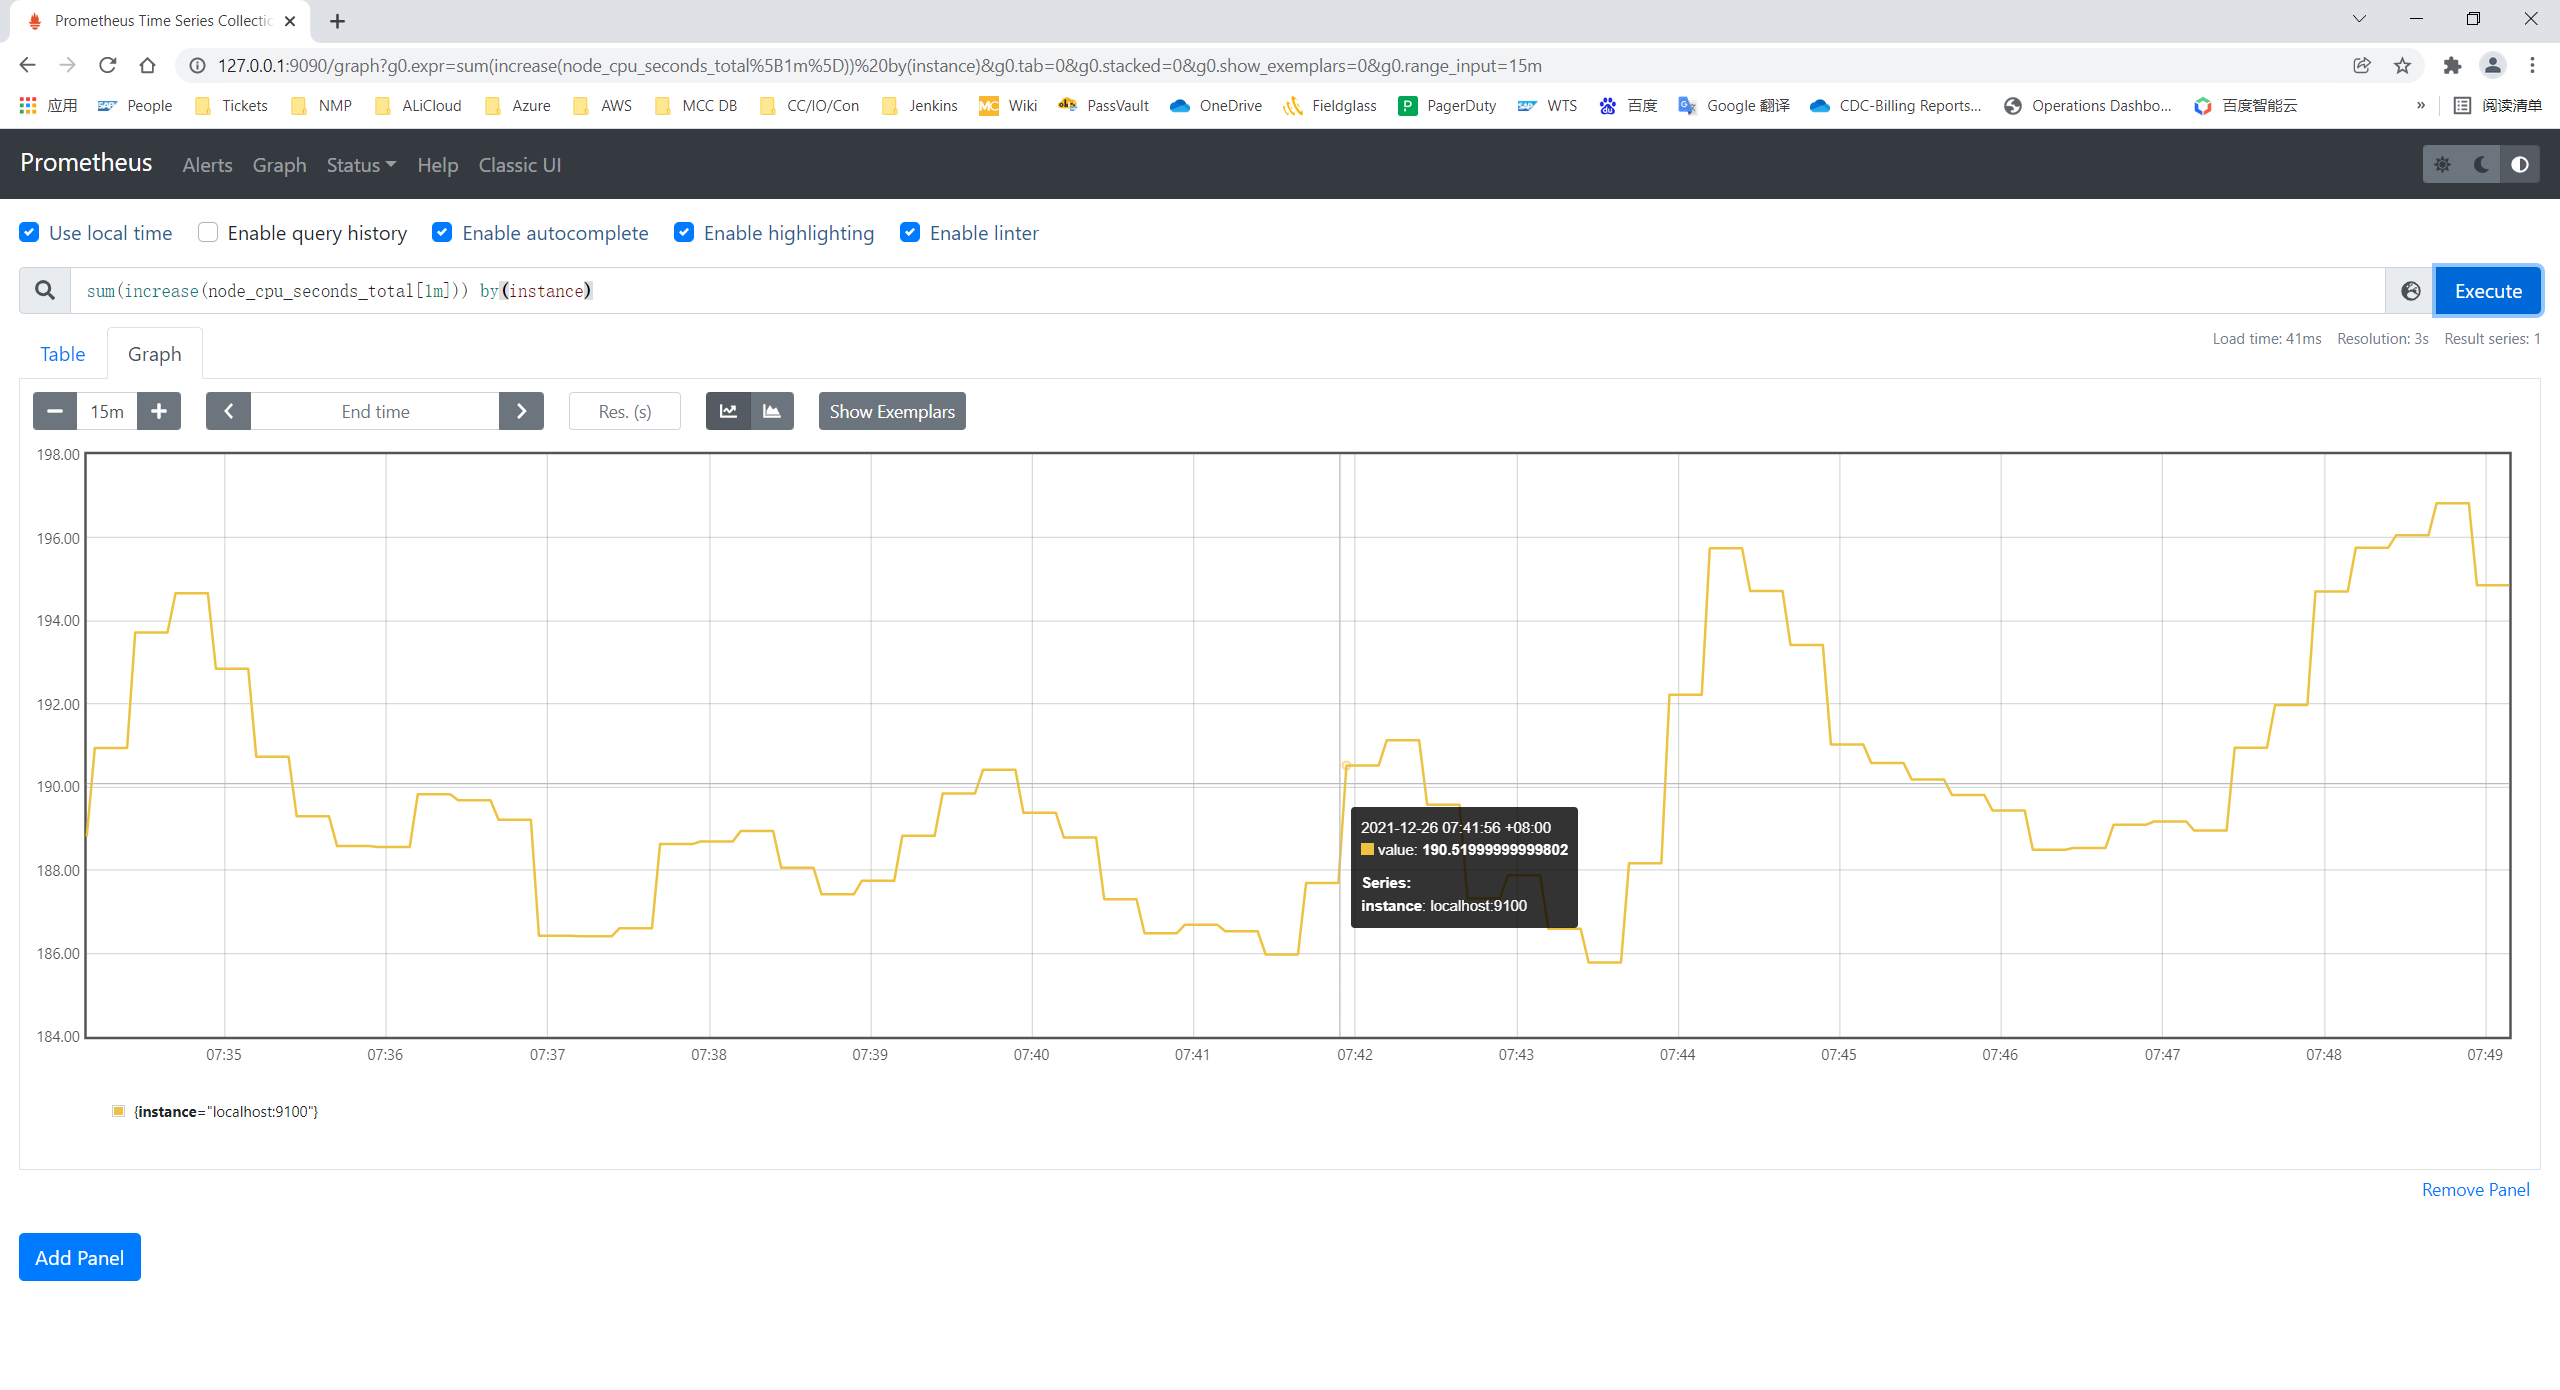 Prometheus Time Series Collectio
127.0.0.1:9090/graph?g0.expr=sum(increase(node_cpu_seconds_total%5B1m%5D))%20by(instance)&g0.tab=0&g0.stacked=0&g0.show_exemplars=0&g0.range_input=15m
应用 People Tickets NMP ALiCloud Azure AWS MCC DB CC/IO/Con Jenkins MC Wiki PassVault OneDrive Fieldglass P PagerDuty SAP WTS 百度 Google 翻译 CDC-Billing Reports... Operations Dashbo... 百度智能云 » 阅读清单
Prometheus Alerts Graph Status Help Classic UI
Use local time Enable query history Enable autocomplete Enable highlighting Enable linter
sum(increase(node_cpu_seconds_total[1m])) by(instance) Execute
Load time: 41ms Resolution: 3s Result series: 1
Table Graph
15m End time Res. (s) Show Exemplars
198.00
196.00
194.00
192.00
190.00
188.00
186.00
184.00
2021-12-26 07:41:56 +08:00
value: 190.51999999999802
Series:
instance: localhost:9100
07:35 07:36 07:37 07:38 07:39 07:40 07:41 07:42 07:43 07:44 07:45 07:46 07:47 07:48 07:49
{instance="localhost:9100"}
Remove Panel
Add Panel